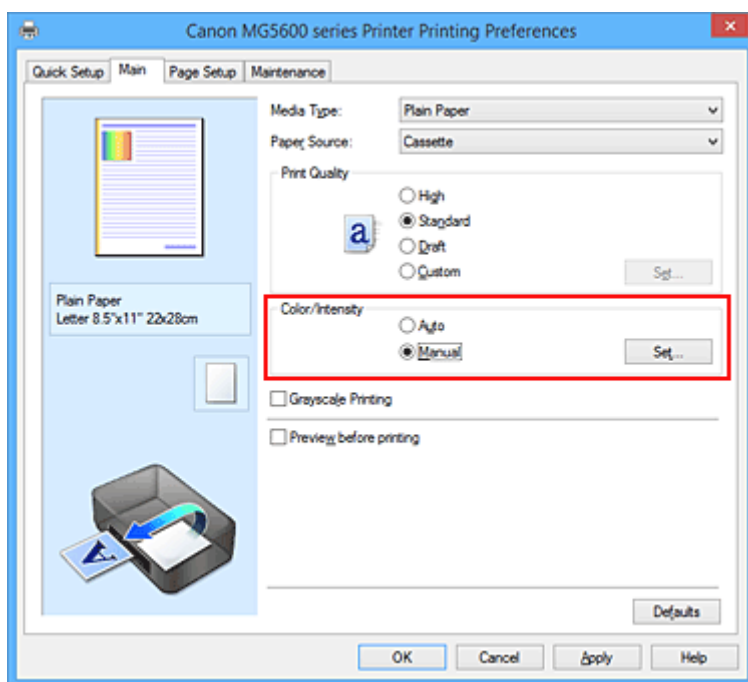 Canon MG5600 series Printer Printing Preferences
Quick Setup Main Page Setup Maintenance
Media Type: Plain Paper
Paper Source: Cassette
Print Quality
High
Standard
a
Draft
Custom Set...
Plain Paper
Letter 8.5"x11" 22x28cm
Color/Intensity
Auto
Manual Set...
Grayscale Printing
Preview before printing
A
Defaults
OK Cancel Apply Help